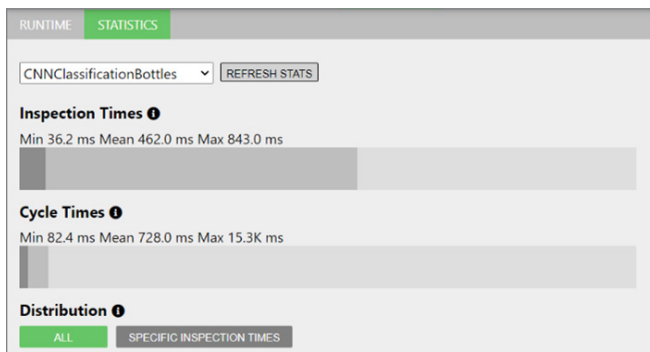 RUNTIME STATISTICS
CNNClassificationBottles REFRESH STATS
Inspection Times
Min 36.2 ms Mean 462.0 ms Max 843.0 ms
Cycle Times
Min 82.4 ms Mean 728.0 ms Max 15.3K ms
Distribution
ALL SPECIFIC INSPECTION TIMES